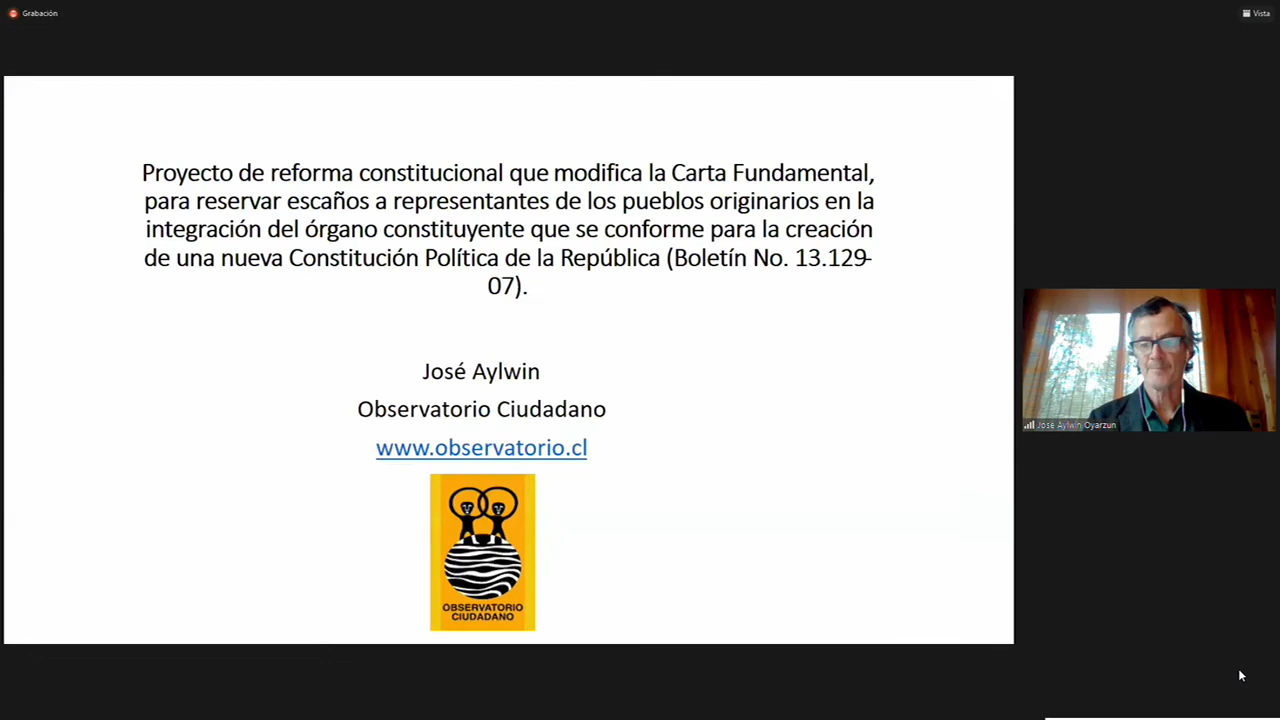 Grabación
Vista
Proyecto de reforma constitucional que modifica la Carta Fundamental,
para reservar escaños a representantes de los pueblos originarios en la
integración del órgano constituyente que se conforme para la creación
de una nueva Constitución Política de la República (Boletín No. 13.129-
07).
José Aylwin
Observatorio Ciudadano
www.observatorio.cl
OBSERVATORIO
CIUDADANO
José Aylwin Oyarzun